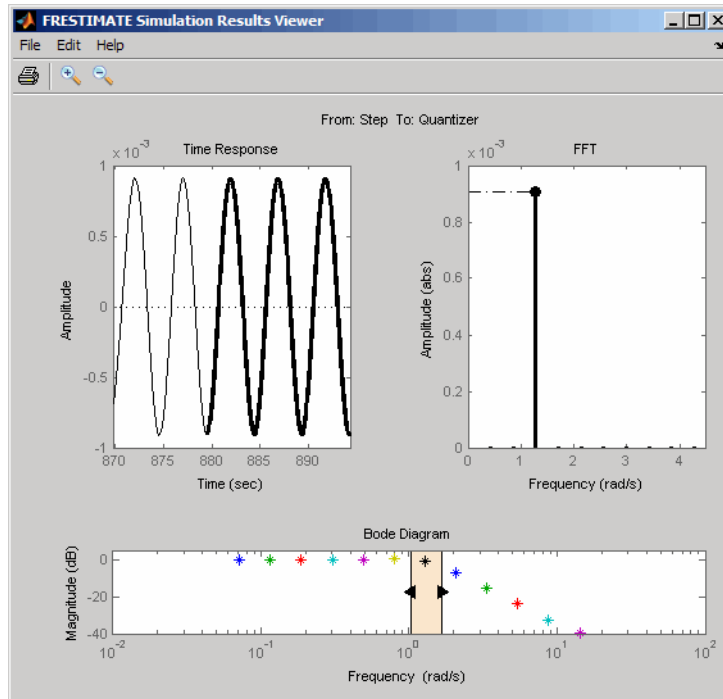 FRESTIMATE Simulation Results Viewer
File Edit Help
From: Step To: Quantizer
Time Response
× 10^-3
1
0.5
0
-0.5
-1
Amplitude
870 875 880 885 890
Time (sec)
FFT
× 10^-3
1
0.8
0.6
0.4
0.2
0
Amplitude (abs)
0 1 2 3 4
Frequency (rad/s)
Bode Diagram
0
-20
-40
Magnitude (dB)
10^-2 10^-1 10^0 10^1 10^2
Frequency (rad/s)